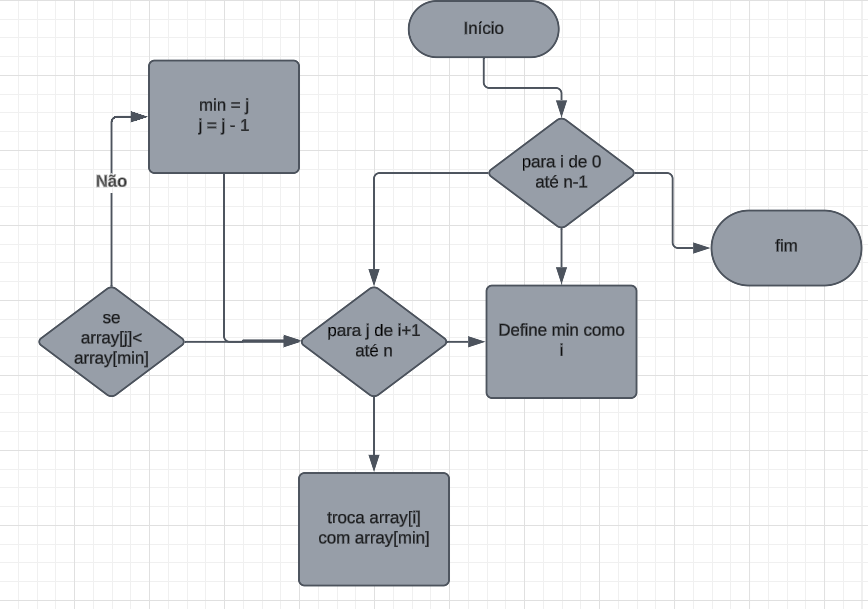 Início
min = j
j = j - 1
para i de 0
até n-1
Não
fim
se
array[j]<
array[min]
para j de i+1
até n
Define min como
i
troca array[i]
com array[min]